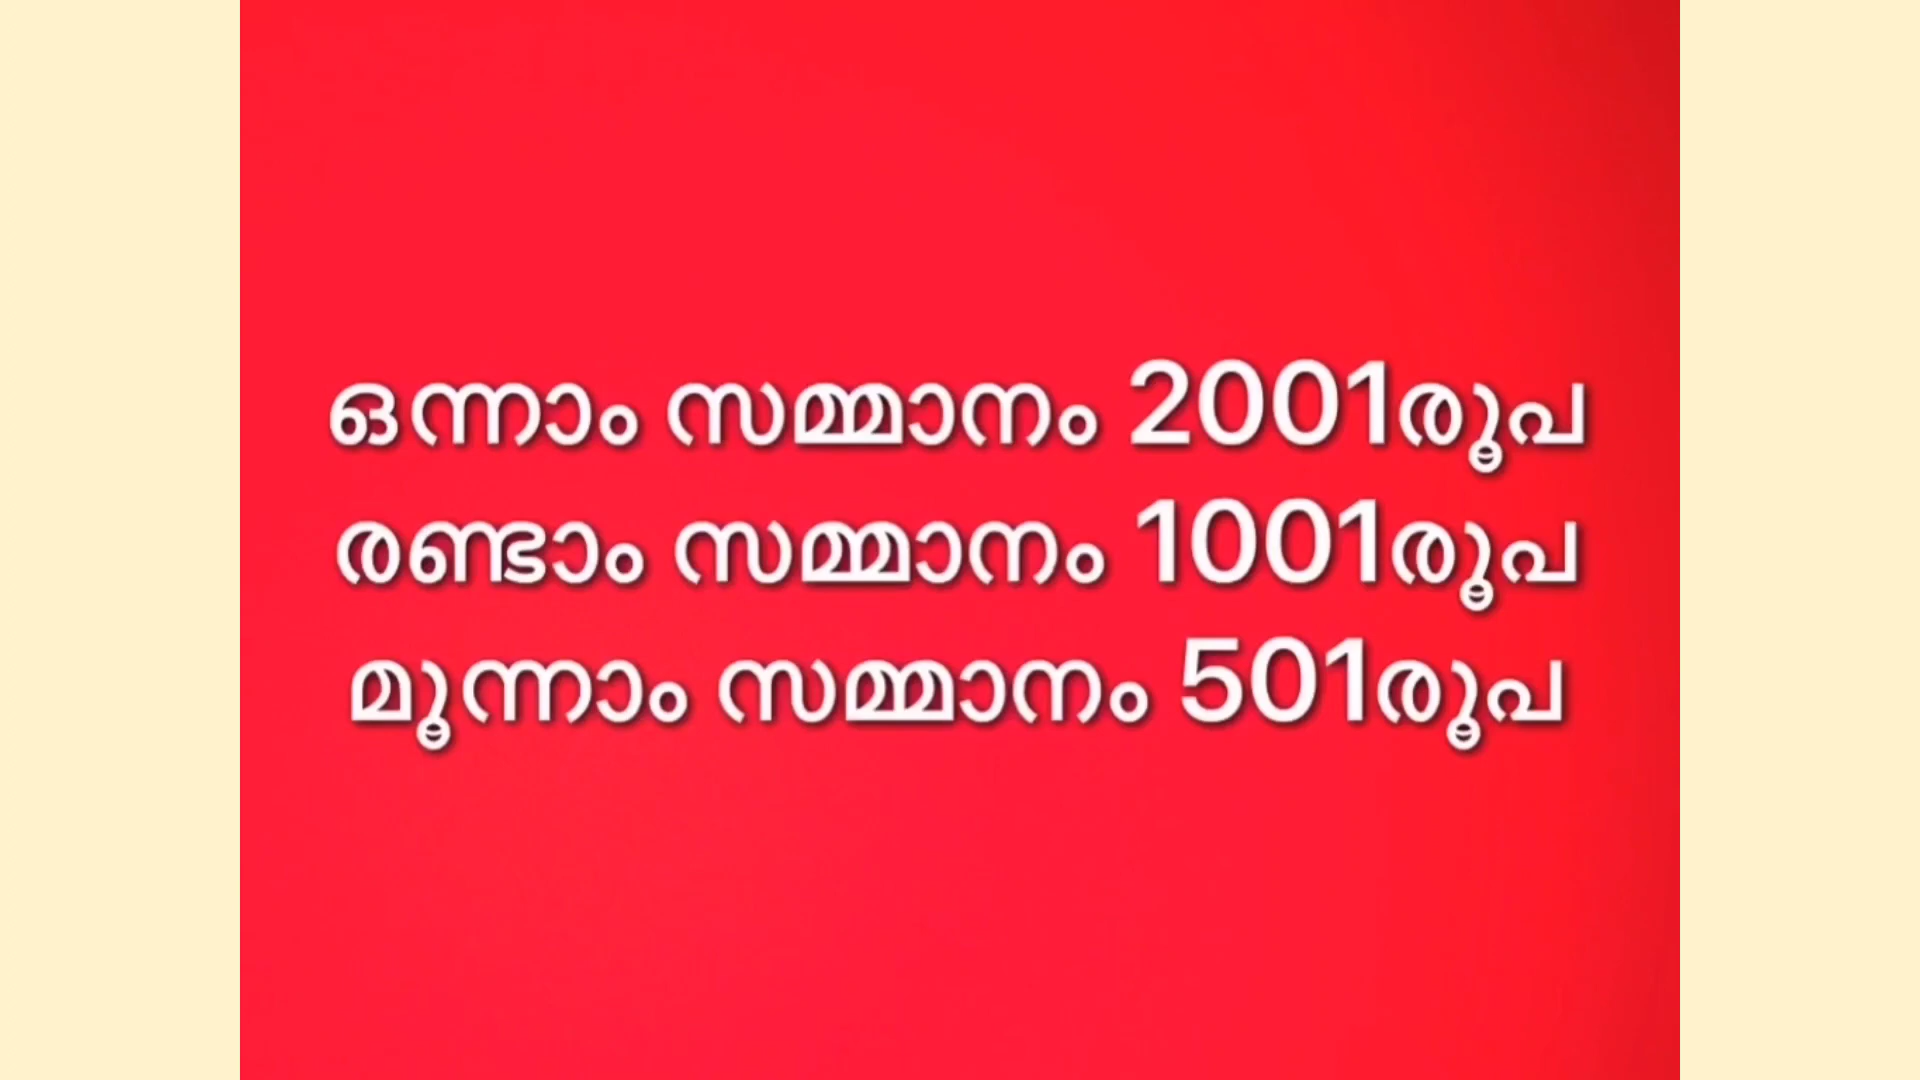 ഒന്നാം സമ്മാനം 2001രൂപ
രണ്ടാം സമ്മാനം 1001രൂപ
മൂന്നാം സമ്മാനം 501രൂപ